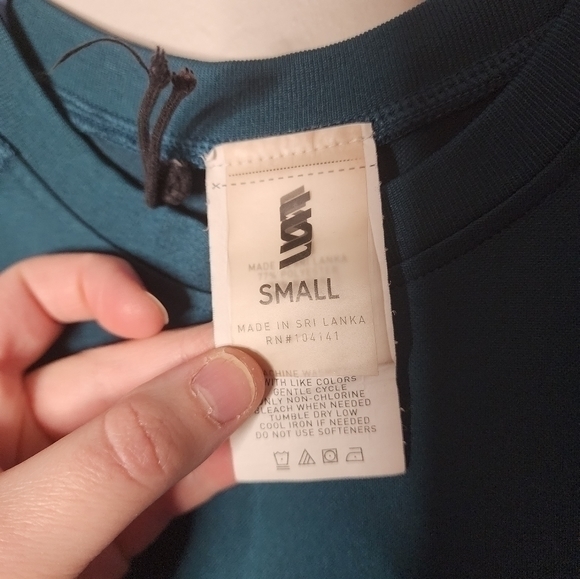 SMALL
MADE IN SRI LANKA
RN#104141
WITH LIKE COLORS
GENTLE CYCLE
ONLY NON-CHLORINE
BLEACH WHEN NEEDED
TUMBLE DRY LOW
COOL IRON IF NEEDED
DO NOT USE SOFTENERS